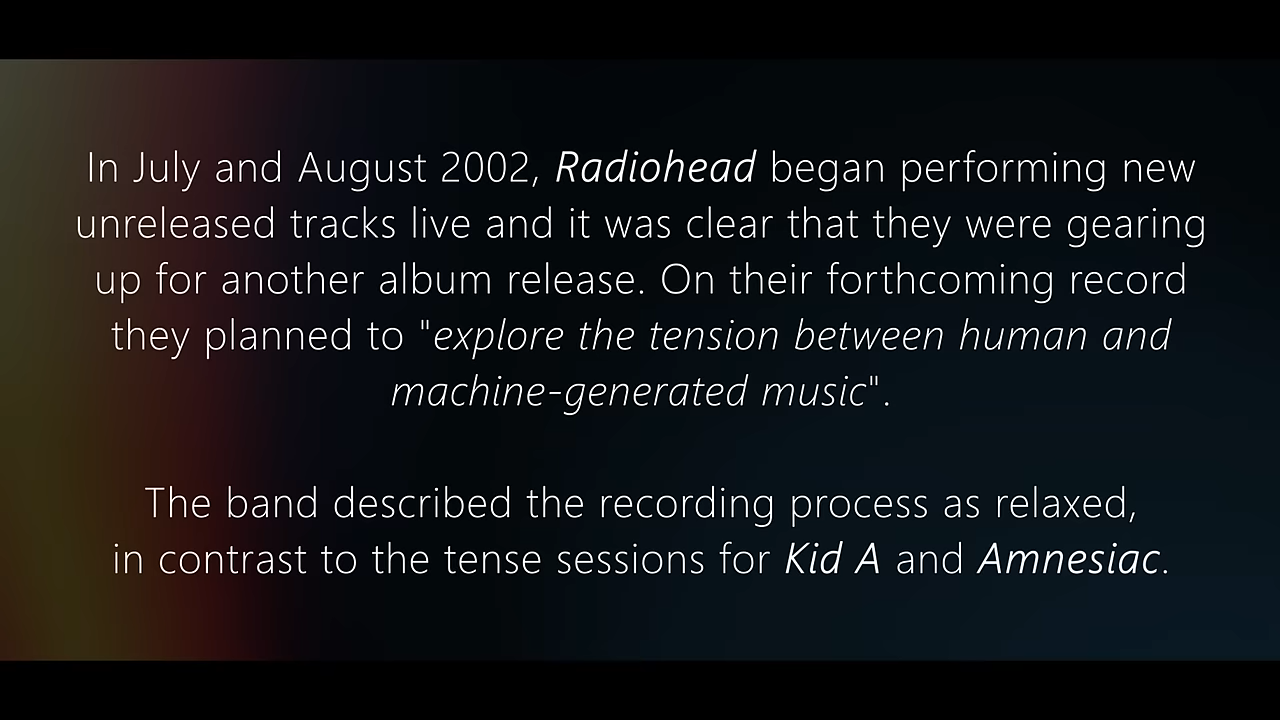 In July and August 2002, Radiohead began performing new
unreleased tracks live and it was clear that they were gearing
up for another album release. On their forthcoming record
they planned to "explore the tension between human and
machine-generated music".
The band described the recording process as relaxed,
in contrast to the tense sessions for Kid A and Amnesiac.